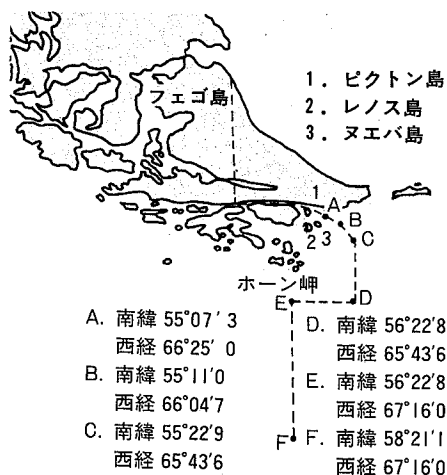 フェゴ島
1. ピクトン島
2. レノス島
3. ヌエバ島
1
A
B
2 3
C
ホーン岬
E
D
F
A. 南緯 55°07'3
西経 66°25'0
B. 南緯 55°11'0
西経 66°04'7
C. 南緯 55°22'9
西経 65°43'6
D. 南緯 56°22'8
西経 65°43'6
E. 南緯 56°22'8
西経 67°16'0
F. 南緯 58°21'1
西経 67°16'0